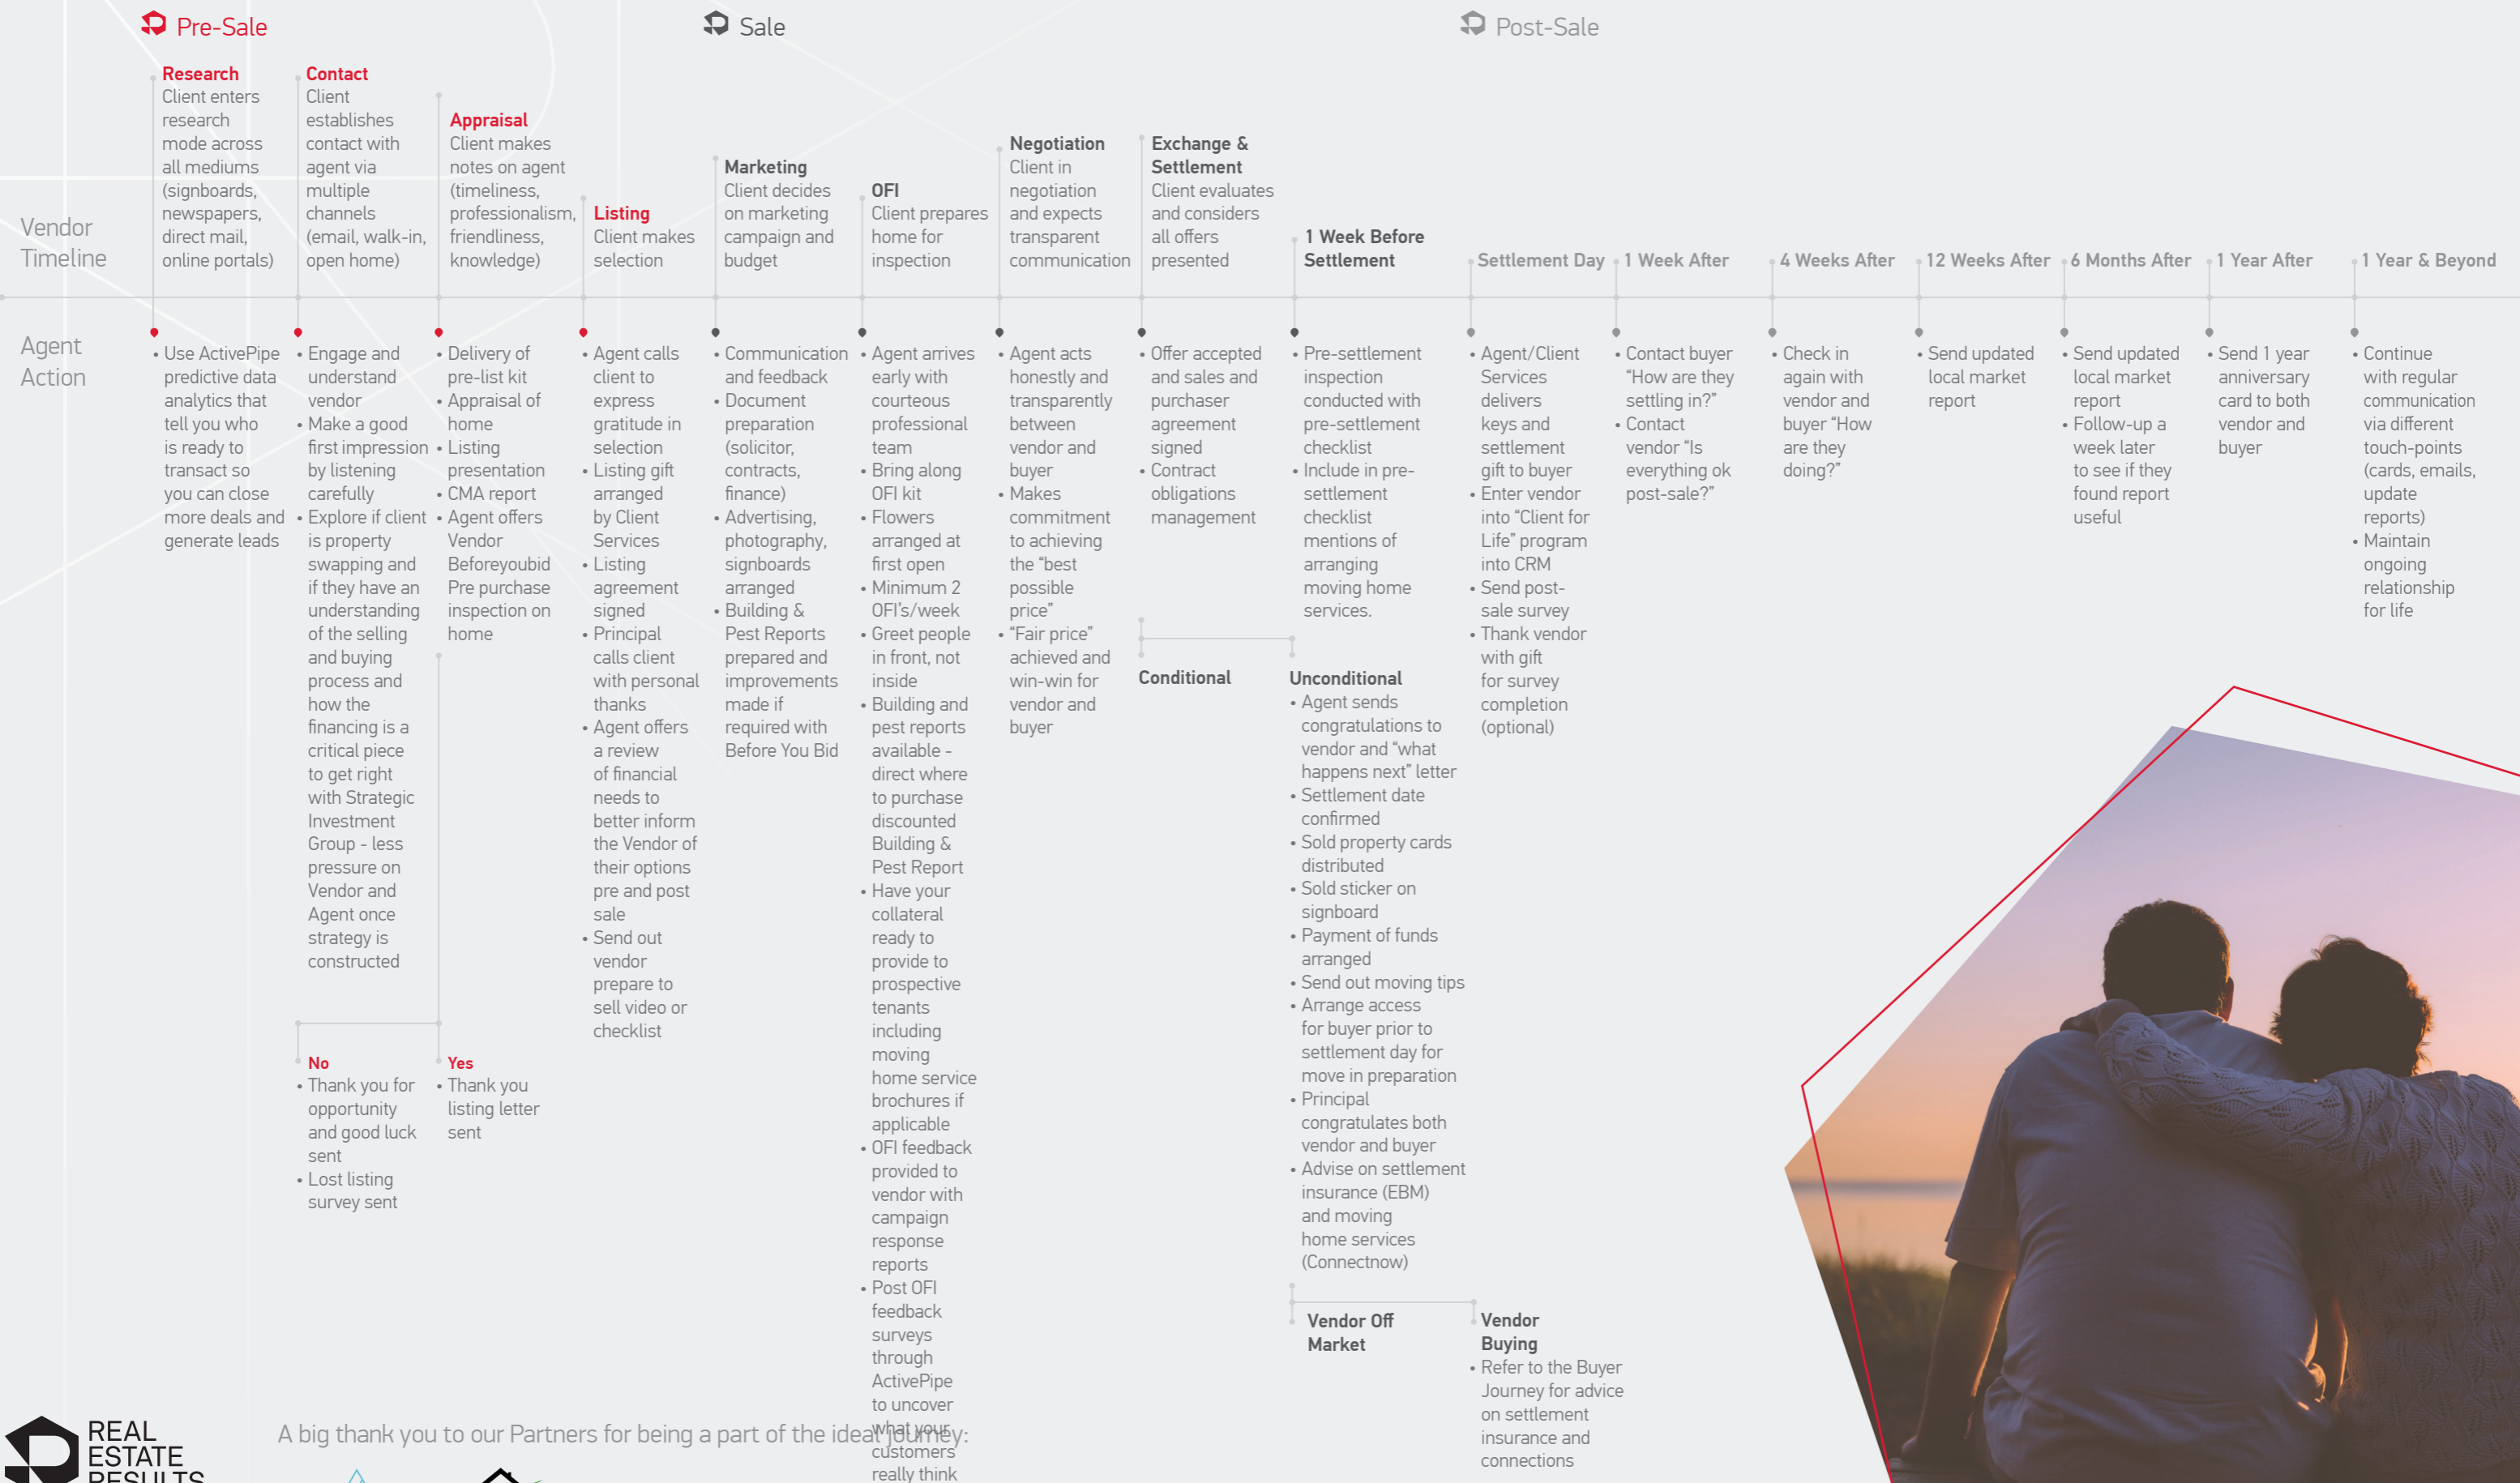 Pre-Sale
Sale
Post-Sale
Vendor
Timeline
Research
Client enters
research
mode across
all mediums
(signboards,
newspapers,
direct mail,
online portals)
Contact
Client
establishes
contact with
agent via
multiple
channels
(email, walk-in,
open home)
Appraisal
Client makes
notes on agent
(timeliness,
professionalism,
friendliness,
knowledge)
Listing
Client makes
selection
Marketing
Client decides
on marketing
campaign and
budget
OFI
Client prepares
home for
inspection
Negotiation
Client in
negotiation
and expects
transparent
communication
Exchange &
Settlement
Client evaluates
and considers
all offers
presented
1 Week Before
Settlement
Settlement Day
1 Week After
4 Weeks After
12 Weeks After
6 Months After
1 Year After
1 Year & Beyond
Agent
Action
• Use ActivePipe
predictive data
analytics that
tell you who
is ready to
transact so
you can close
more deals and
generate leads
• Engage and
understand
vendor
• Make a good
first impression
by listening
carefully
• Explore if client
is property
swapping and
if they have an
understanding
of the selling
and buying
process and
how the
financing is a
critical piece
to get right
with Strategic
Investment
Group - less
pressure on
Vendor and
Agent once
strategy is
constructed
• Delivery of
pre-list kit
• Appraisal of
home
• Listing
presentation
• CMA report
• Agent offers
Vendor
Beforeyoubid
Pre purchase
inspection on
home
No
• Thank you for
opportunity
and good luck
sent
• Lost listing
survey sent
Yes
• Thank you
listing letter
sent
• Agent calls
client to
express
gratitude in
selection
• Listing gift
arranged
by Client
Services
• Listing
agreement
signed
• Principal
calls client
with personal
thanks
• Agent offers
a review
of financial
needs to
better inform
the Vendor of
their options
pre and post
sale
• Send out
vendor
prepare to
sell video or
checklist
• Communication
and feedback
• Document
preparation
(solicitor,
contracts,
finance)
• Advertising,
photography,
signboards
arranged
• Building &
Pest Reports
prepared and
improvements
made if
required with
Before You Bid
• Agent arrives
early with
courteous
professional
team
• Bring along
OFI kit
• Flowers
arranged at
first open
• Minimum 2
OFI's/week
• Greet people
in front, not
inside
• Building and
pest reports
available -
direct where
to purchase
discounted
Building &
Pest Report
• Have your
collateral
ready to
provide to
prospective
tenants
including
moving
home service
brochures if
applicable
• OFI feedback
provided to
vendor with
campaign
response
reports
• Post OFI
feedback
surveys
through
ActivePipe
to uncover
what your
customers
really think
• Agent acts
honestly and
transparently
between
vendor and
buyer
• Makes
commitment
to achieving
the “best
possible
price”
• “Fair price”
achieved and
win-win for
vendor and
buyer
• Offer accepted
and sales and
purchaser
agreement
signed
• Contract
obligations
management
Conditional
• Pre-settlement
inspection
conducted with
pre-settlement
checklist
• Include in pre-
settlement
checklist
mentions of
arranging
moving home
services.
Unconditional
• Agent sends
congratulations to
vendor and “what
happens next” letter
• Settlement date
confirmed
• Sold property cards
distributed
• Sold sticker on
signboard
• Payment of funds
arranged
• Send out moving tips
• Arrange access
for buyer prior to
settlement day for
move in preparation
• Principal
congratulates both
vendor and buyer
• Advise on settlement
insurance (EBM)
and moving
home services
(Connectnow)
Vendor Off
Market
Vendor
Buying
• Refer to the Buyer
Journey for advice
on settlement
insurance and
connections
• Agent/Client
Services
delivers
keys and
settlement
gift to buyer
• Enter vendor
into “Client for
Life” program
into CRM
• Send post-
sale survey
• Thank vendor
with gift
for survey
completion
(optional)
• Contact buyer
“How are they
settling in?”
• Contact
vendor “Is
everything ok
post-sale?”
• Check in
again with
vendor and
buyer “How
are they
doing?”
• Send updated
local market
report
• Send updated
local market
report
• Follow-up a
week later
to see if they
found report
useful
• Send 1 year
anniversary
card to both
vendor and
buyer
• Continue
with regular
communication
via different
touch-points
(cards, emails,
update
reports)
• Maintain
ongoing
relationship
for life
REAL
ESTATE
RESULTS
A big thank you to our Partners for being a part of the ideal journey: